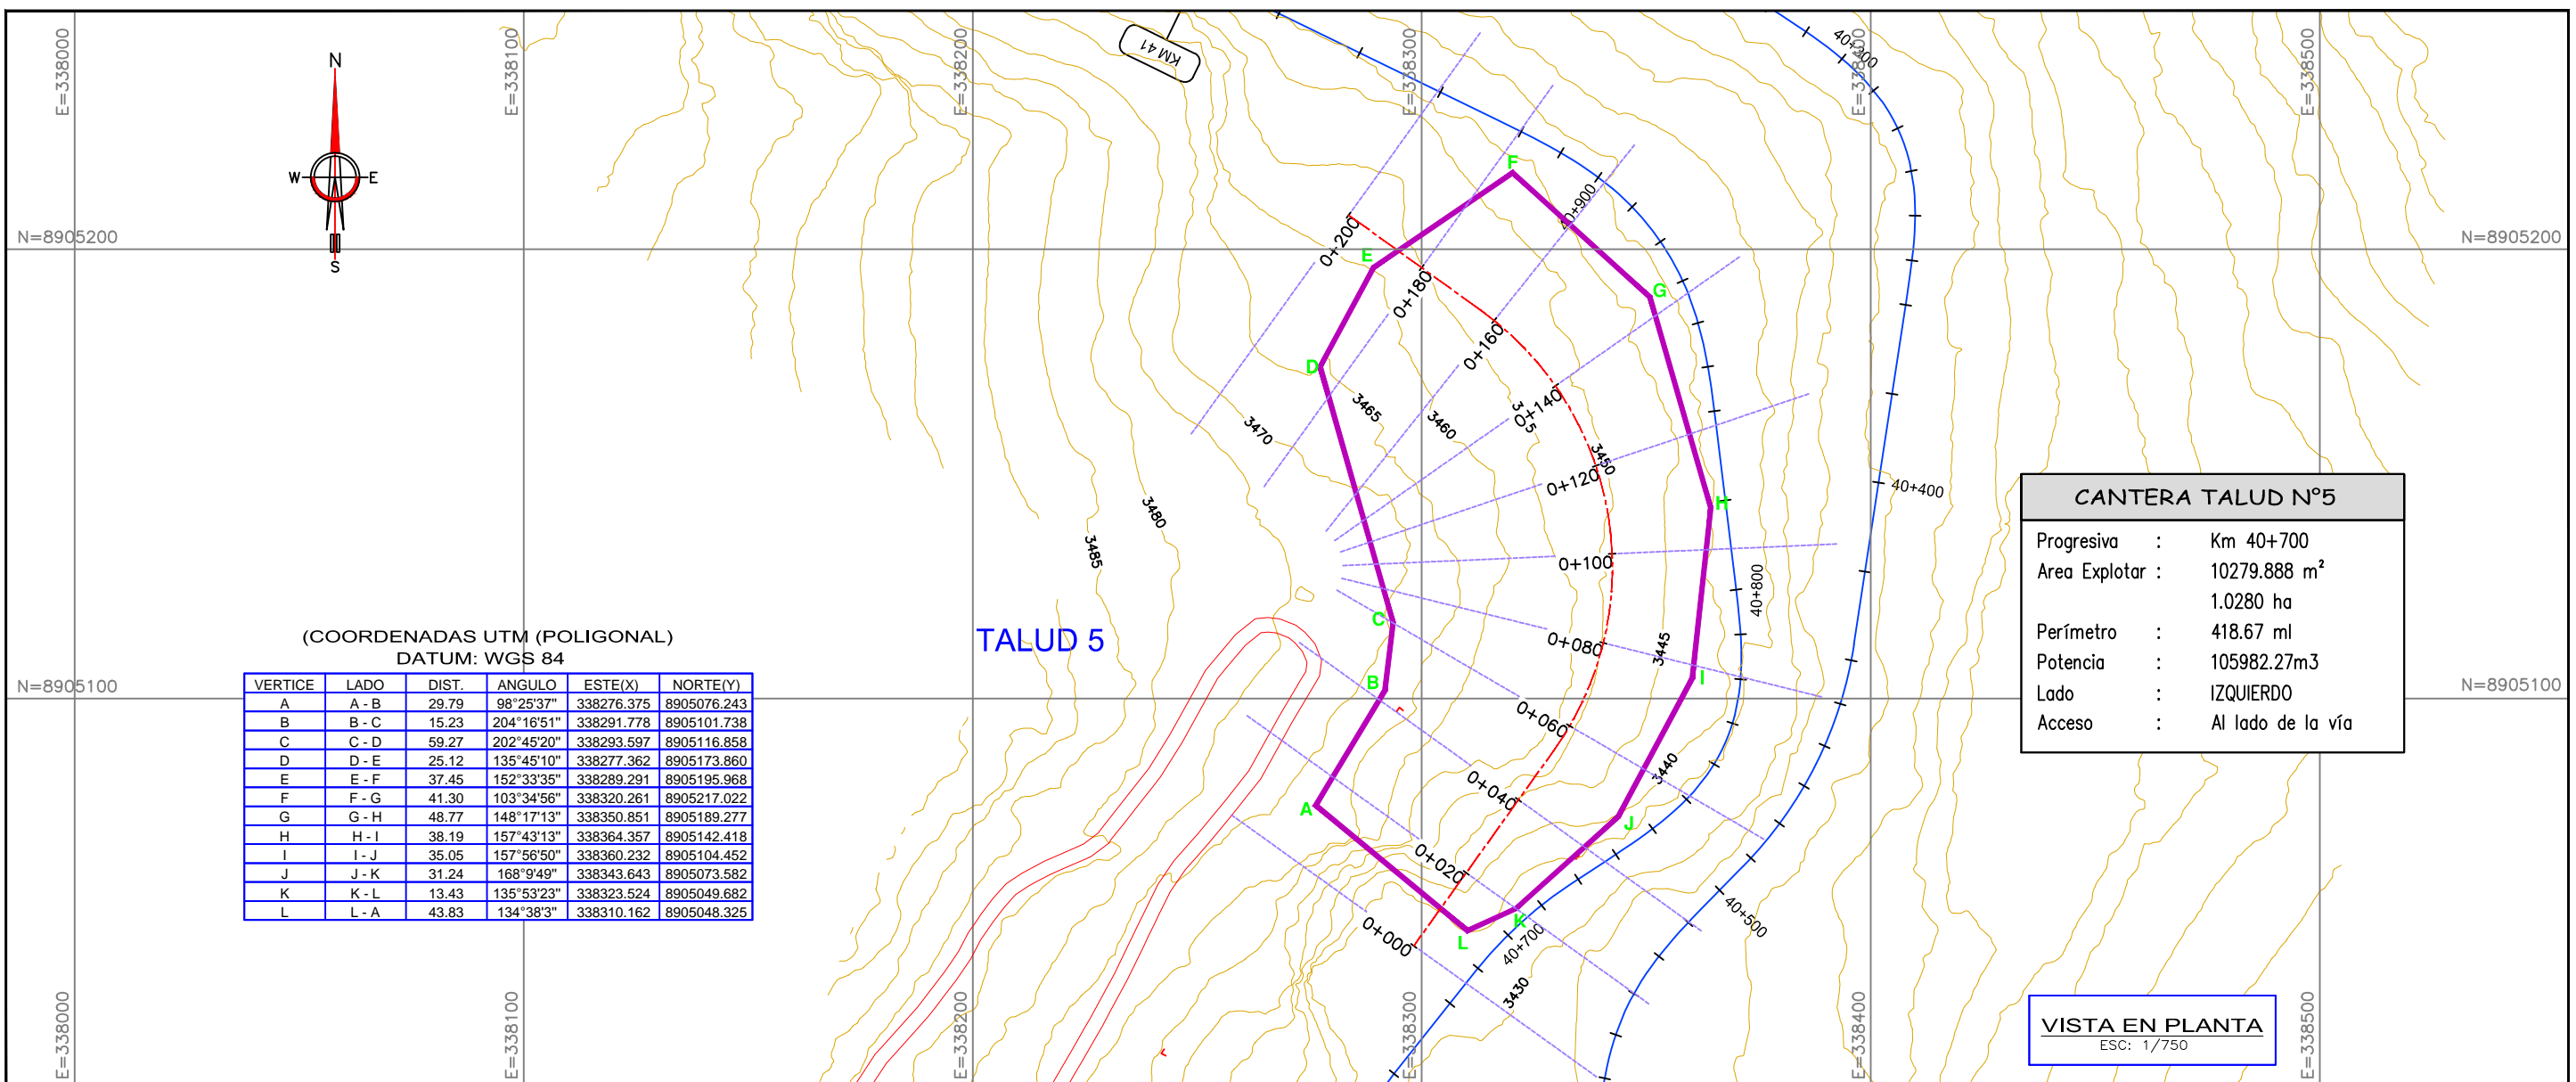 E=338000
E=338100
E=338200
E=338300
E=338400
E=338500
N
W
E
S
KM 41
40+300
N=8905200
N=8905200
40+900
F
E
G
D
H
C
I
B
A
J
K
L
0+200
0+180
0+160
0+140
0+120
0+100
0+080
0+060
0+040
0+020
0+000
3465
3460
3470
3450
3480
3485
3445
3440
3430
40+400
40+800
40+500
40+700
TALUD 5
N=8905100
N=8905100
CANTERA TALUD N°5
Progresiva : Km 40+700
Area Explotar : 10279.888 m²
1.0280 ha
Perímetro : 418.67 ml
Potencia : 105982.27m3
Lado : IZQUIERDO
Acceso : Al lado de la vía
(COORDENADAS UTM (POLIGONAL)
DATUM: WGS 84
VERTICE LADO DIST. ANGULO ESTE(X) NORTE(Y)
A A - B 29.79 98°25'37" 338276.375 8905076.243
B B - C 15.23 204°16'51" 338291.778 8905101.738
C C - D 59.27 202°45'20" 338293.597 8905116.858
D D - E 25.12 135°45'10" 338277.362 8905173.860
E E - F 37.45 152°33'35" 338289.291 8905195.968
F F - G 41.30 103°34'56" 338320.261 8905217.022
G G - H 48.77 148°17'13" 338350.851 8905189.277
H H - I 38.19 157°43'13" 338364.357 8905142.418
I I - J 35.05 157°56'50" 338360.232 8905104.452
J J - K 31.24 168°9'49" 338343.643 8905073.582
K K - L 13.43 135°53'23" 338323.524 8905049.682
L L - A 43.83 134°38'3" 338310.162 8905048.325
E=338000
E=338100
E=338200
E=338300
E=338400
E=338500
VISTA EN PLANTA
ESC: 1/750